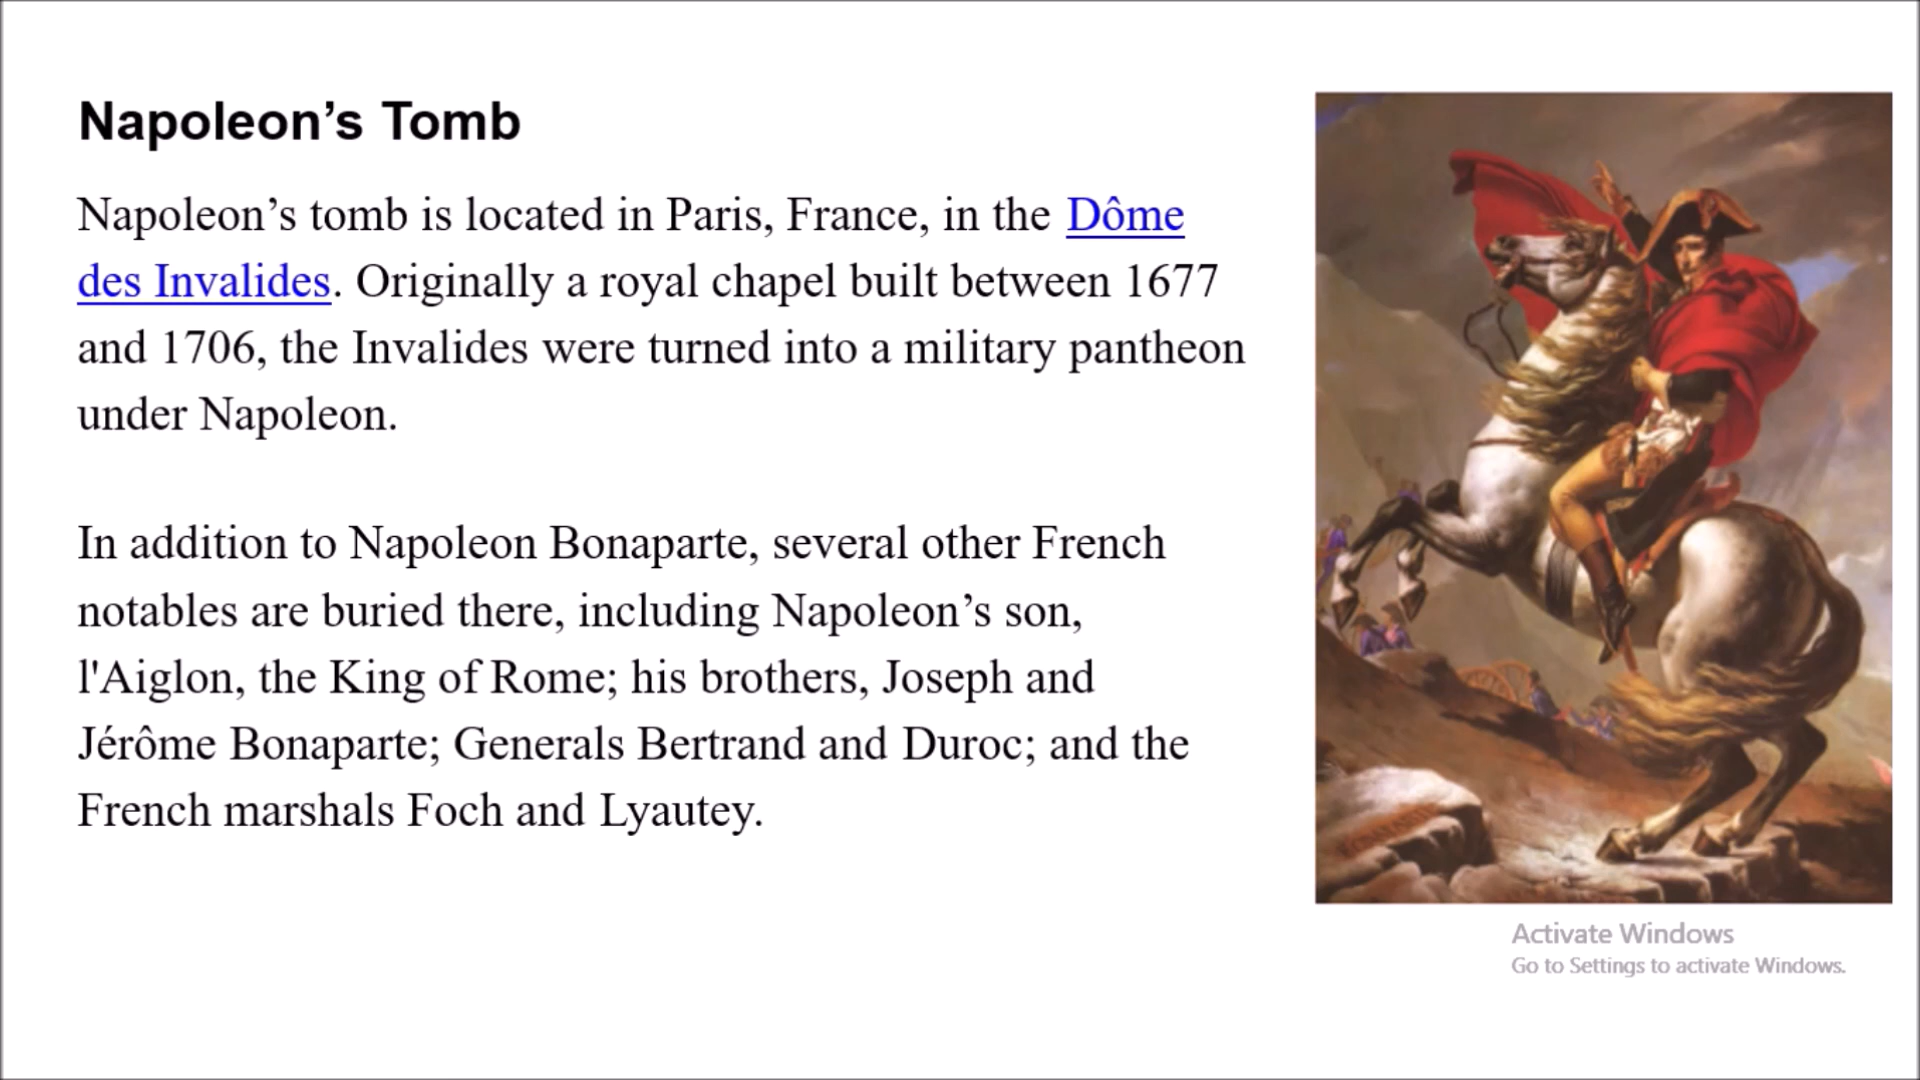 Napoleon’s Tomb
Napoleon’s tomb is located in Paris, France, in the Dôme
des Invalides. Originally a royal chapel built between 1677
and 1706, the Invalides were turned into a military pantheon
under Napoleon.
In addition to Napoleon Bonaparte, several other French
notables are buried there, including Napoleon’s son,
l'Aiglon, the King of Rome; his brothers, Joseph and
Jérôme Bonaparte; Generals Bertrand and Duroc; and the
French marshals Foch and Lyautey.
Activate Windows
Go to Settings to activate Windows.